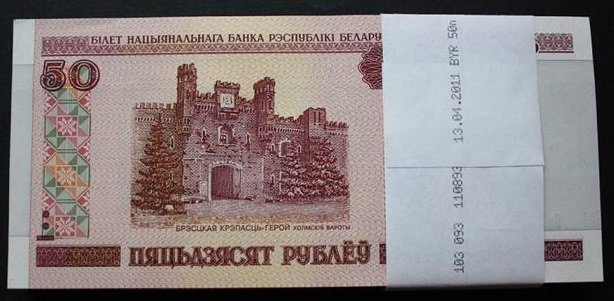 БІЛЕТ НАЦЫЯНАЛЬНАГА БАНКА РЭСПУБЛІКІ БЕЛАРУ
50
БРЭСЦКАЯ КРЭПАСЦЬ-ГЕРОЙ ХОЛМСКІЯ ВАРОТЫ
ПЯЦЬДЗЯСЯТ РУБЛЁЎ
103 093 110893 13.04.2011 BYR 50п